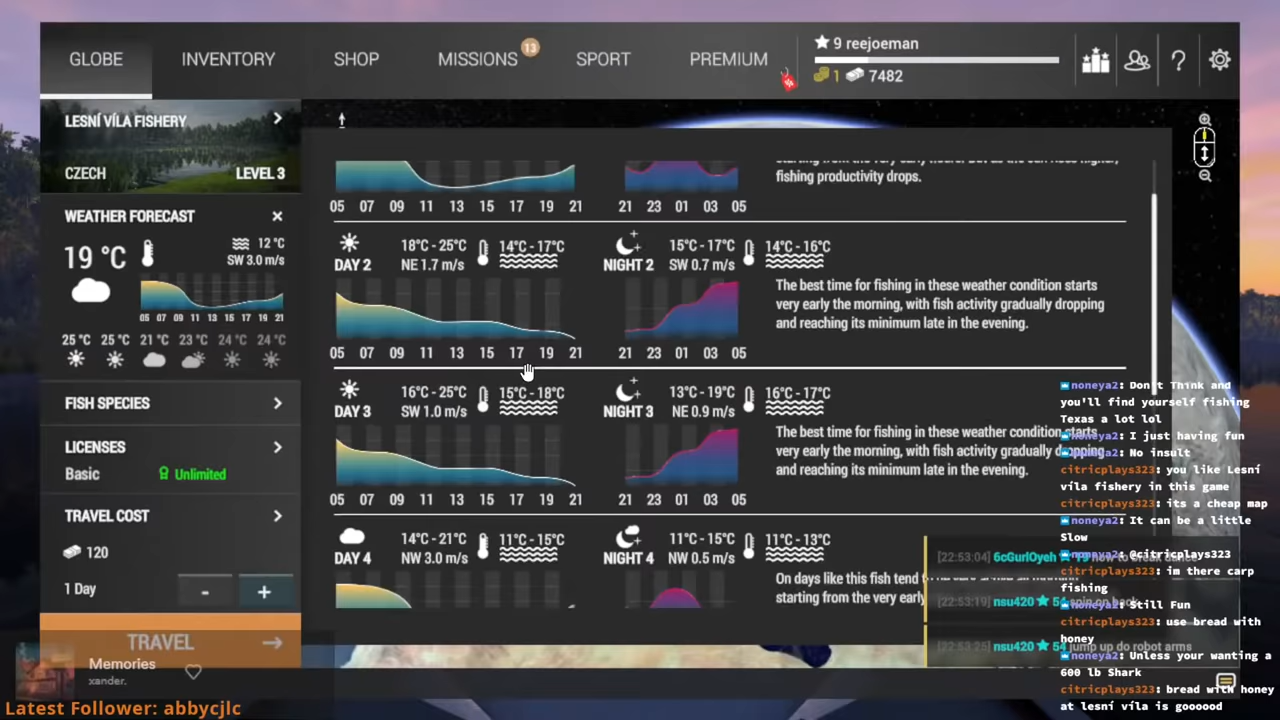 GLOBE
INVENTORY
SHOP
MISSIONS
13
SPORT
PREMIUM
9 reejoeman
1 7482
?
LESNÍ VÍLA FISHERY
CZECH LEVEL 3
WEATHER FORECAST
19 °C
12 °C
SW 3.0 m/s
05 07 09 11 13 15 17 19 21
25 °C 25 °C 21 °C 23 °C 24 °C 24 °C
FISH SPECIES
LICENSES
Basic Unlimited
TRAVEL COST
120
1 Day - +
TRAVEL
Memories
xander.
Latest Follower: abbycjlc
fishing productivity drops.
05 07 09 11 13 15 17 19 21
21 23 01 03 05
DAY 2
18°C - 25°C
NE 1.7 m/s
14°C - 17°C
NIGHT 2
15°C - 17°C
SW 0.7 m/s
14°C - 16°C
The best time for fishing in these weather condition starts
very early the morning, with fish activity gradually dropping
and reaching its minimum late in the evening.
05 07 09 11 13 15 17 19 21
21 23 01 03 05
DAY 3
16°C - 25°C
SW 1.0 m/s
15°C - 18°C
NIGHT 3
13°C - 19°C
NE 0.9 m/s
16°C - 17°C
The best time for fishing in these weather condition starts
very early the morning, with fish activity gradually dropping
and reaching its minimum late in the evening.
05 07 09 11 13 15 17 19 21
21 23 01 03 05
DAY 4
14°C - 21°C
NW 3.0 m/s
11°C - 15°C
NIGHT 4
11°C - 15°C
NW 0.5 m/s
11°C - 13°C
On days like this fish tend
starting from the very early
[22:53:04] 6cGurlOyeh
[22:53:19] nsu420 54 spin on back
[22:53:25] nsu420 54 jump up do robot arms
noneya2: Don't Think and
you'll find yourself fishing
Texas a lot lol
noneya2: I just having fun
noneya2: No insult
citricplays323: you like Lesní
víla fishery in this game
citricplays323: its a cheap map
noneya2: It can be a little
Slow
noneya2: @citricplays323
citricplays323: im there carp
fishing
noneya2: Still Fun
citricplays323: use bread with
honey
noneya2: Unless your wanting a
600 lb Shark
citricplays323: bread with honey
at lesní víla is goooood